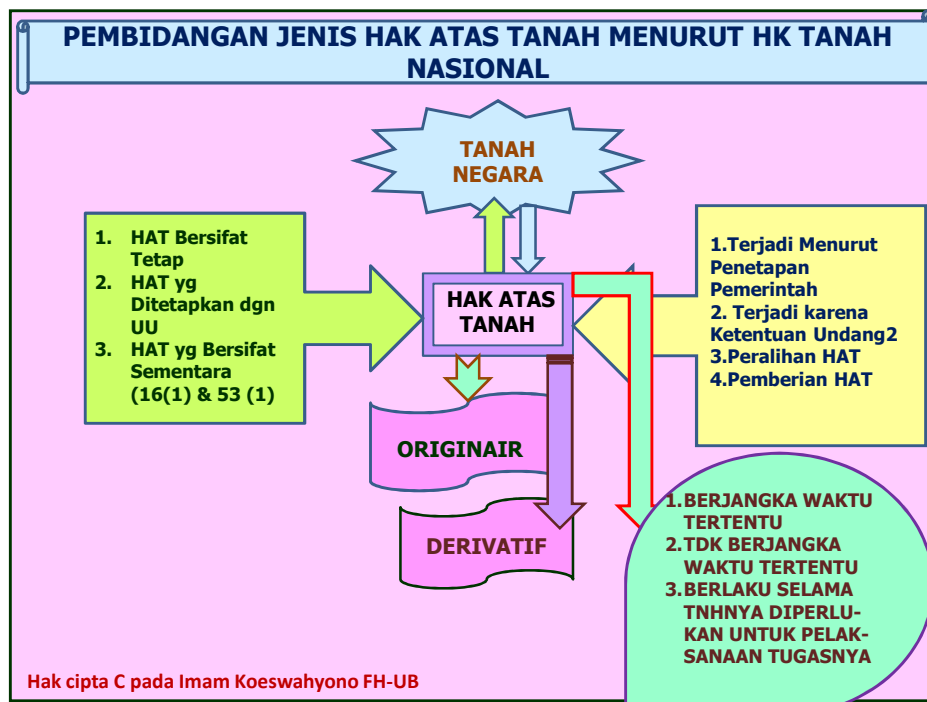 PEMBIDANGAN JENIS HAK ATAS TANAH MENURUT HK TANAH
NASIONAL
TANAH
NEGARA
1. HAT Bersifat
Tetap
2. HAT yg
Ditetapkan dgn
UU
3. HAT yg Bersifat
Sementara
(16(1) & 53 (1)
HAK ATAS
TANAH
1.Terjadi Menurut
Penetapan
Pemerintah
2. Terjadi karena
Ketentuan Undang2
3.Peralihan HAT
4.Pemberian HAT
ORIGINAIR
DERIVATIF
1.BERJANGKA WAKTU
TERTENTU
2.TDK BERJANGKA
WAKTU TERTENTU
3.BERLAKU SELAMA
TNHNYA DIPERLU-
KAN UNTUK PELAK-
SANAAN TUGASNYA
Hak cipta C pada Imam Koeswahyono FH-UB